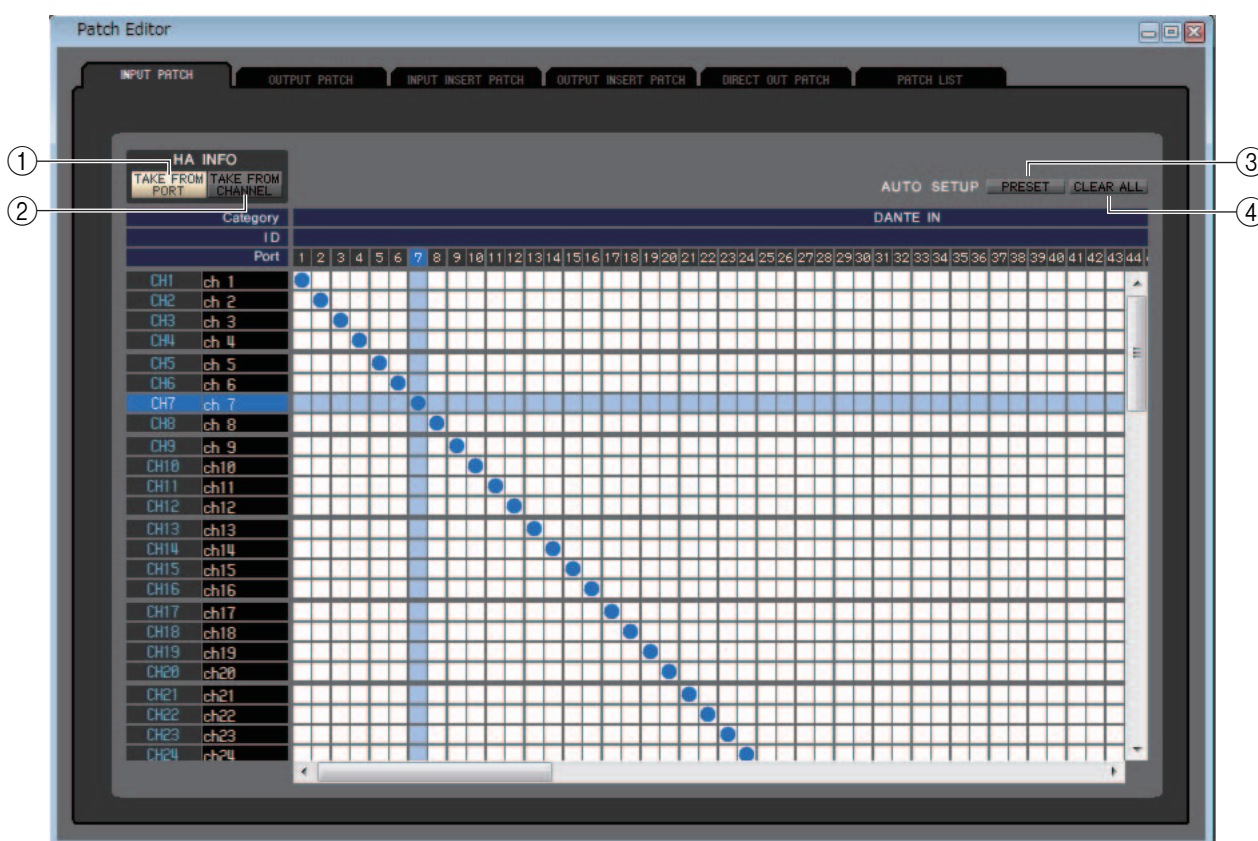 Patch Editor
INPUT PATCH
OUTPUT PATCH
INPUT INSERT PATCH
OUTPUT INSERT PATCH
DIRECT OUT PATCH
PATCH LIST
1
HA INFO
TAKE FROM PORT
TAKE FROM CHANNEL
2
3
AUTO SETUP PRESET CLEAR ALL
4
Category DANTE IN
ID
Port 1 2 3 4 5 6 7 8 9 10 11 12 13 14 15 16 17 18 19 20 21 22 23 24 25 26 27 28 29 30 31 32 33 34 35 36 37 38 39 40 41 42 43 44
CH1 ch 1
CH2 ch 2
CH3 ch 3
CH4 ch 4
CH5 ch 5
CH6 ch 6
CH7 ch 7
CH8 ch 8
CH9 ch 9
CH10 ch10
CH11 ch11
CH12 ch12
CH13 ch13
CH14 ch14
CH15 ch15
CH16 ch16
CH17 ch17
CH18 ch18
CH19 ch19
CH20 ch20
CH21 ch21
CH22 ch22
CH23 ch23
CH24 ch24